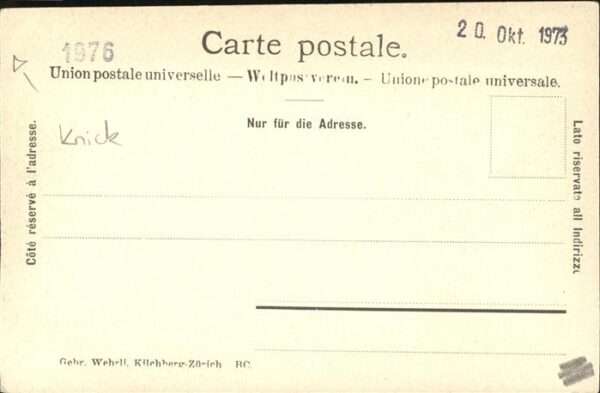 1976
20. Okt. 1973
Carte postale.
Union postale universelle — Weltpostverein. – Unione postale universale.
Nur für die Adresse.
Knick
Côté réservé à l'adresse.
Lato riservato all Indirizzo
Gebr. Wehrli, Kilchberg-Zürich RC.